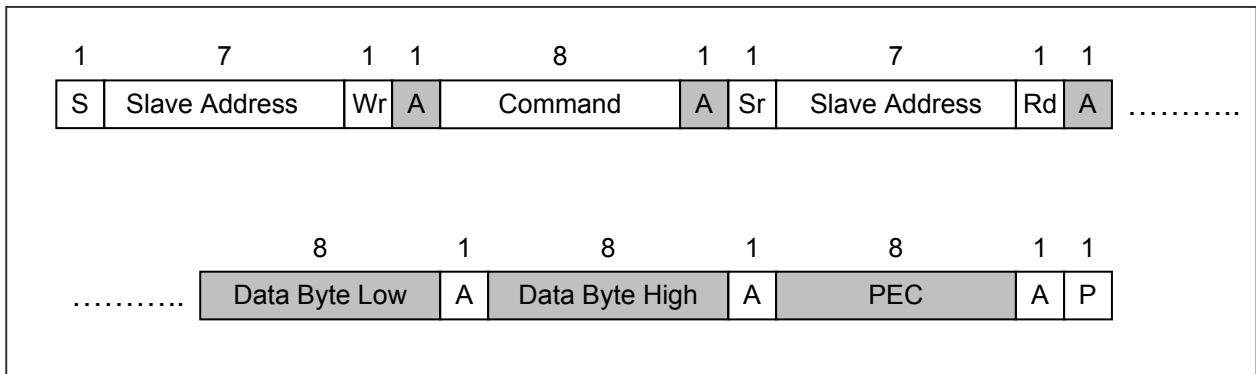 1 7 1 1 8 1 1 7 1 1
S Slave Address Wr A Command A Sr Slave Address Rd A ………..
8 1 8 1 8 1 1
……….. Data Byte Low A Data Byte High A PEC A P